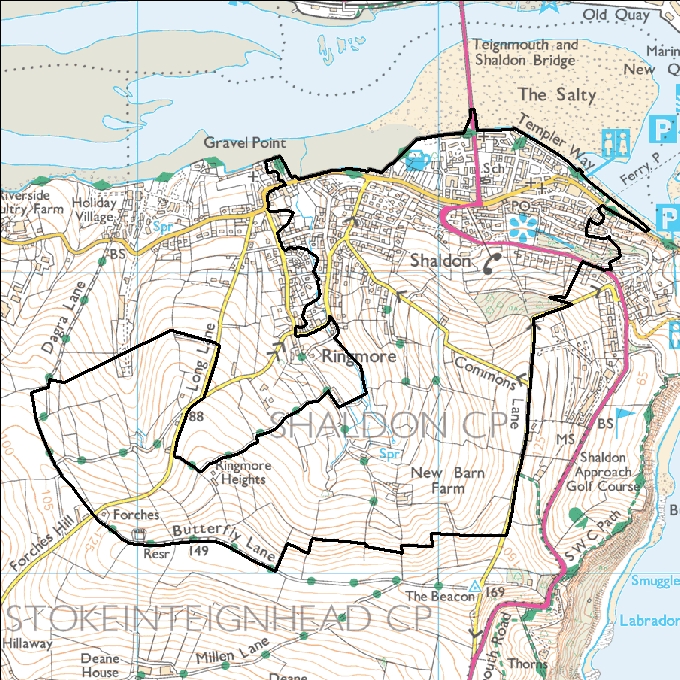 Old Quay
Teignmouth and
Shaldon Bridge
New Q
The Salty
P
Templer Way
Gravel Point
Ferry P
Sch
Riverside
ultry Farm
Holiday
Village
Spr
PO
P
BS
Shaldon
Dagra Lane
Long Lane
Ringmore
Commons
Lane
88
SHALDON CP
BS
MS
Spr
Shaldon
Approach
Golf Course
Ringmore
Heights
New Barn
Farm
105
Forches
125
Butterfly Lane
Resr
149
Forches Hill
S W C Path
The Beacon
169
Smuggle
STOKEINTEIGNHEAD CP
Labrador
Hillaway
Millen Lane
outh Road
Deane
House
Deane
Thorns